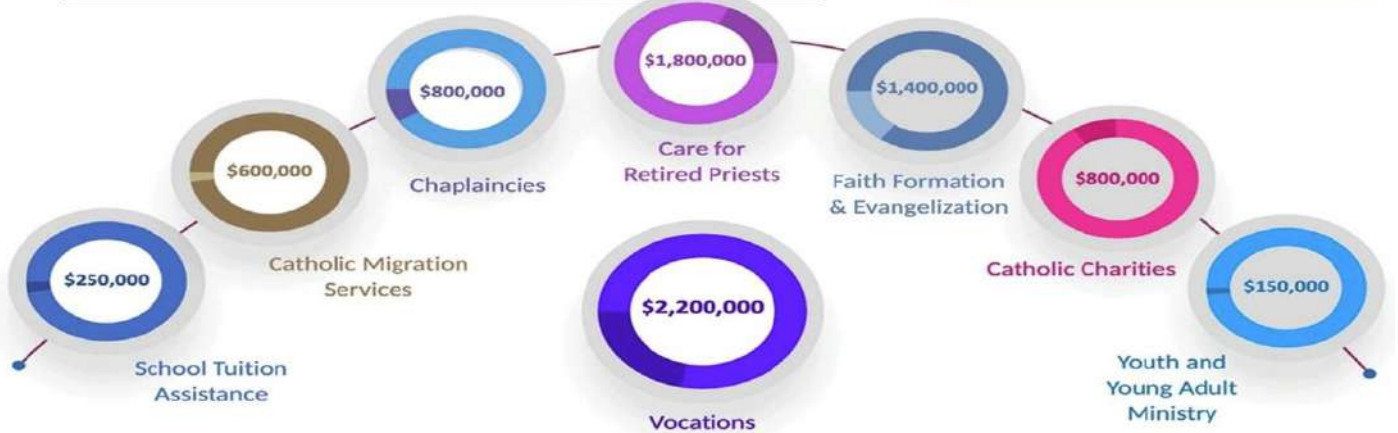 $250,000
School Tuition
Assistance
$600,000
Catholic Migration
Services
$800,000
Chaplaincies
$1,800,000
Care for
Retired Priests
$1,400,000
Faith Formation
& Evangelization
$800,000
Catholic Charities
$150,000
Youth and
Young Adult
Ministry
$2,200,000
Vocations